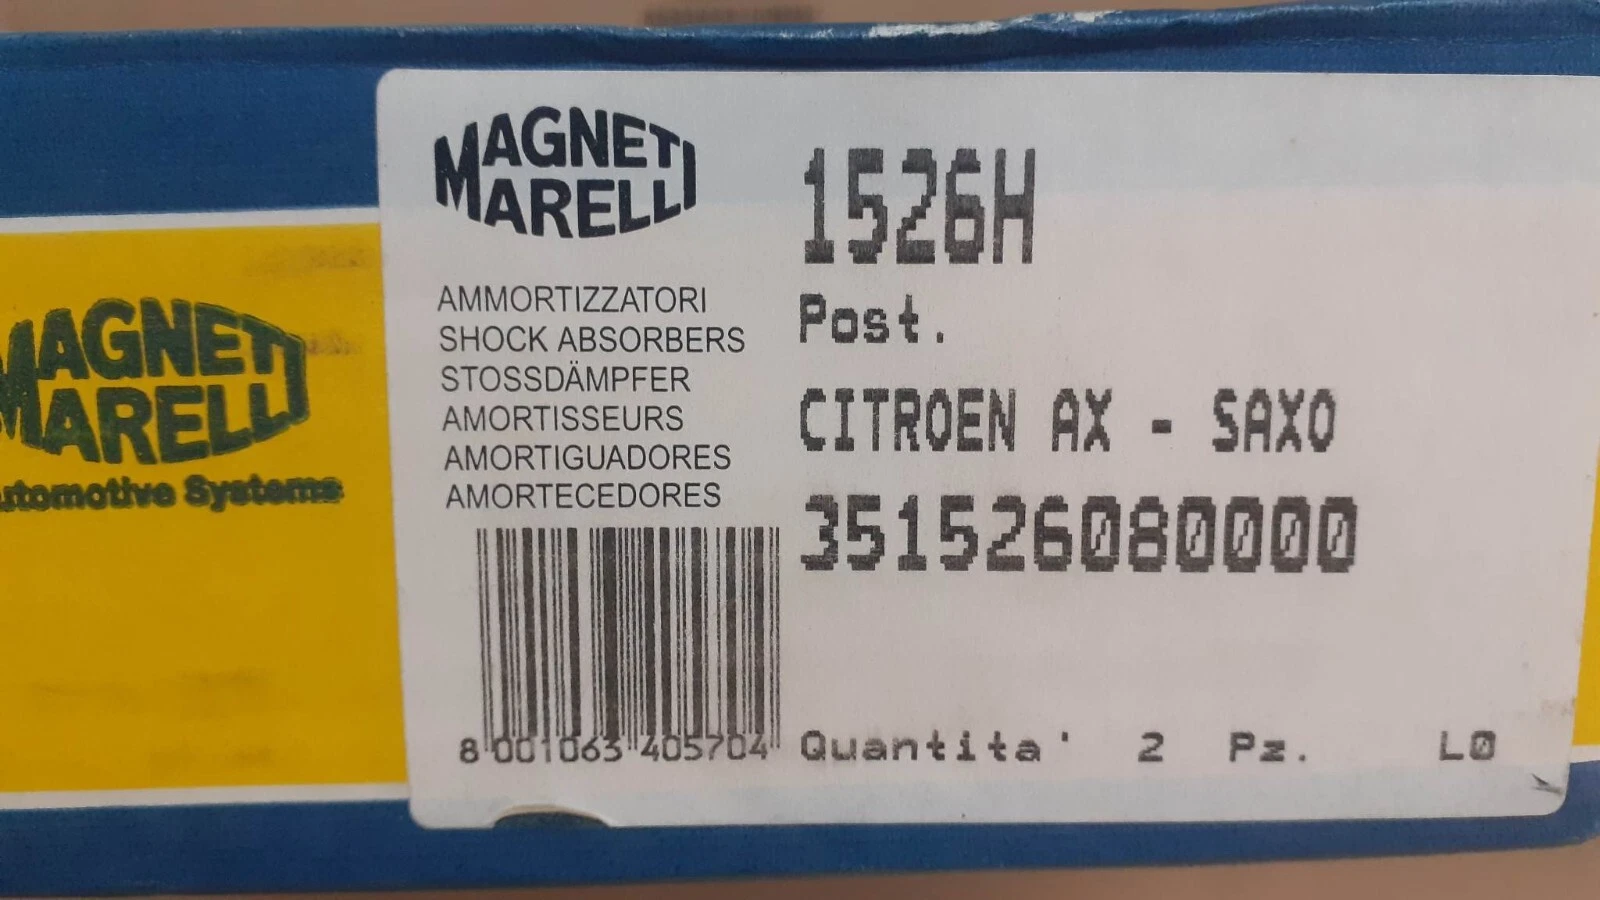 MAGNETI
MARELLI
Automotive Systems
MAGNETI
MARELLI
AMMORTIZZATORI
SHOCK ABSORBERS
STOSSDÄMPFER
AMORTISSEURS
AMORTIGUADORES
AMORTECEDORES
8 001063 405704
1526H
Post.
CITROEN AX - SAXO
351526080000
Quantita' 2 Pz. L0